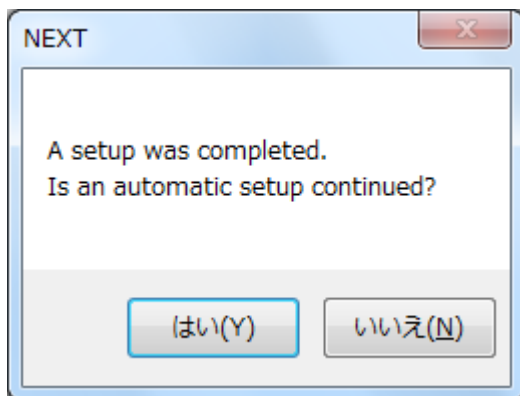 NEXT
A setup was completed.
Is an automatic setup continued?
はい(Y)
いいえ(N)